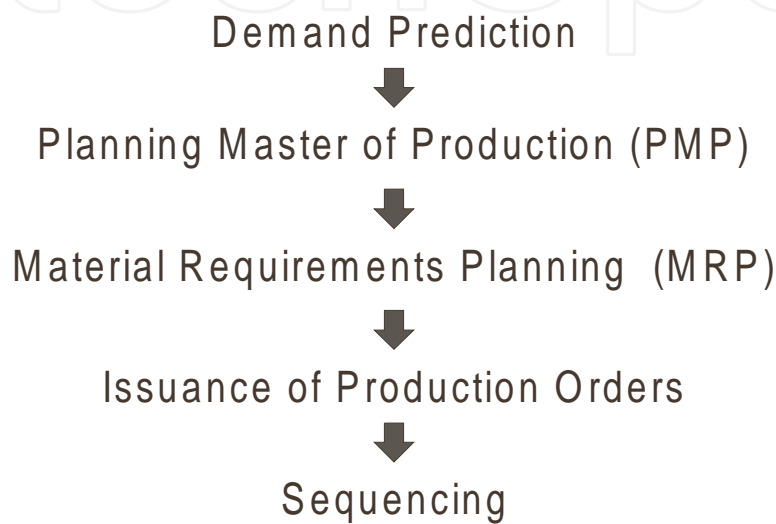 Demand Prediction
Planning Master of Production (PMP)
Material Requirements Planning (MRP)
Issuance of Production Orders
Sequencing